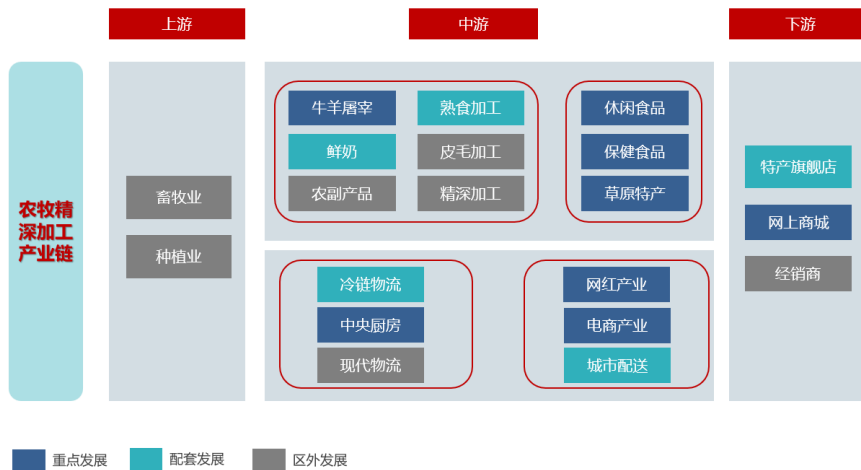 上游
中游
下游
农牧精
深加工
产业链
畜牧业
种植业
牛羊屠宰
熟食加工
鲜奶
皮毛加工
农副产品
精深加工
休闲食品
保健食品
草原特产
冷链物流
中央厨房
现代物流
网红产业
电商产业
城市配送
特产旗舰店
网上商城
经销商
重点发展
配套发展
区外发展